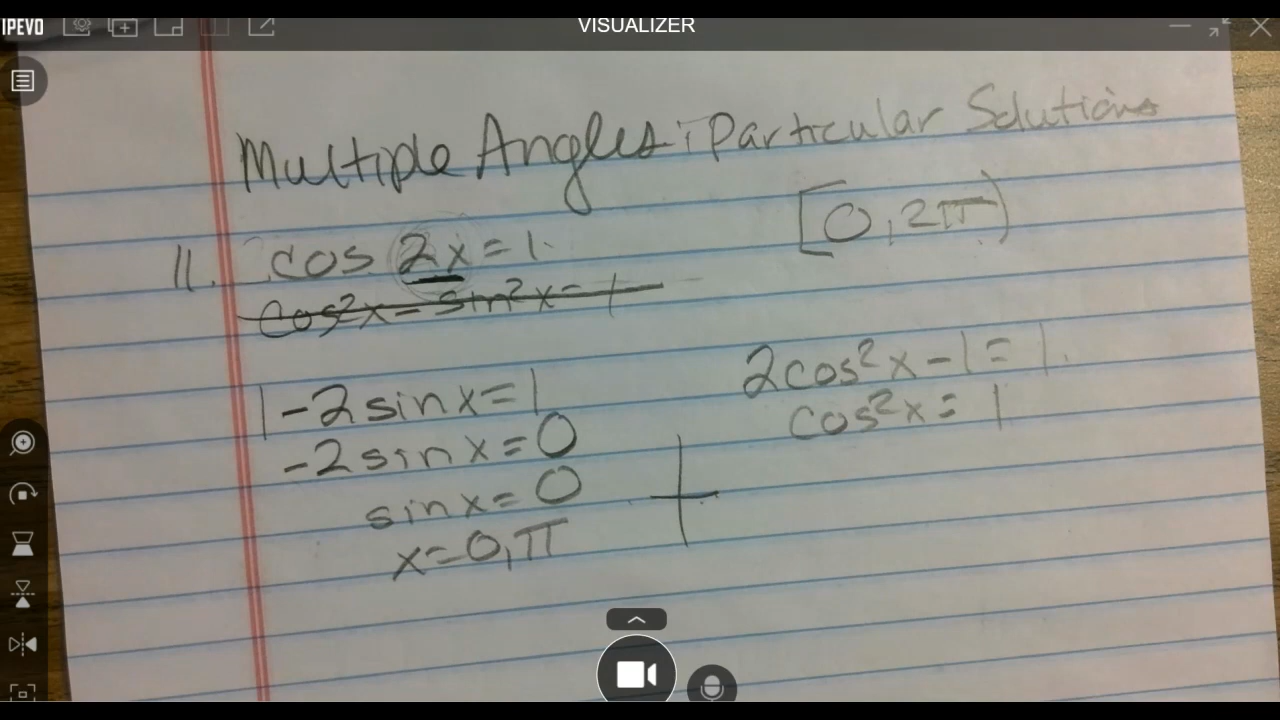 IPEVO
VISUALIZER
Multiple Angles: Particular Solutions
[0, 2π)
11. cos 2x = 1
cos²x - sin²x = 1
1 - 2sin x = 1
-2sin x = 0
sin x = 0
x = 0, π
2cos²x - 1 = 1.
cos²x = 1